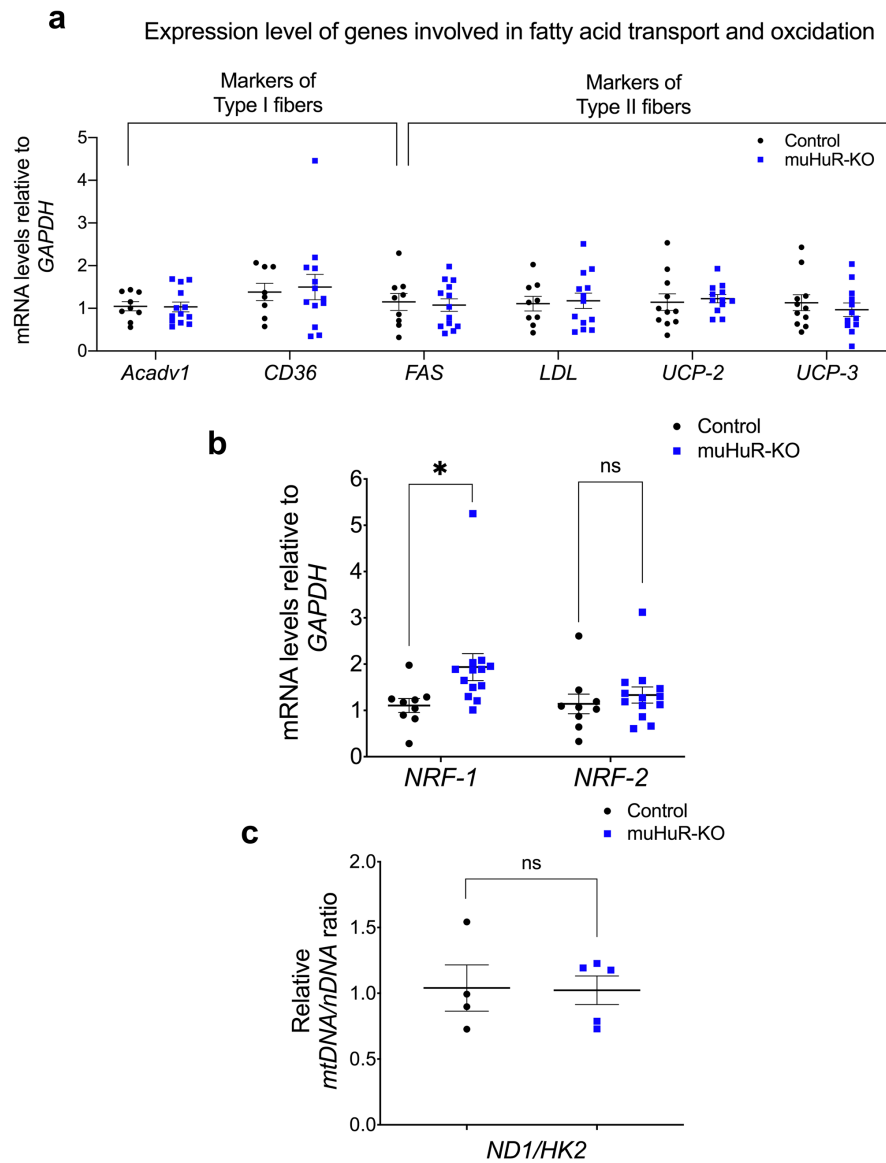 a
Expression level of genes involved in fatty acid transport and oxcidation
Markers of
Type I fibers
Markers of
Type II fibers
Control
muHuR-KO
mRNA levels relative to
GAPDH
5
4
3
2
1
0
Acadv1 CD36 FAS LDL UCP-2 UCP-3
b
Control
muHuR-KO
* ns
mRNA levels relative to
GAPDH
6
5
4
3
2
1
0
NRF-1 NRF-2
c
Control
muHuR-KO
ns
Relative
mtDNA/nDNA ratio
2.0
1.5
1.0
0.5
0.0
ND1/HK2